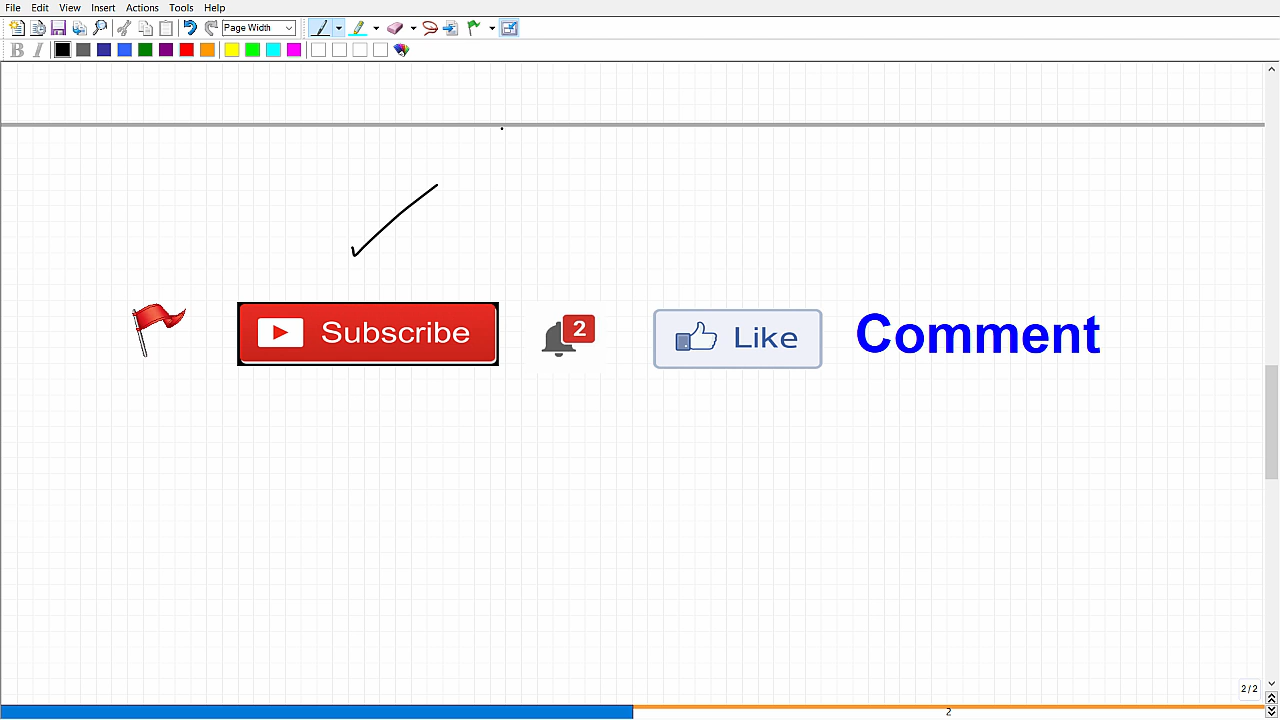 File Edit View Insert Actions Tools Help
Page Width
B I
Subscribe 2 Like Comment
2/2
2